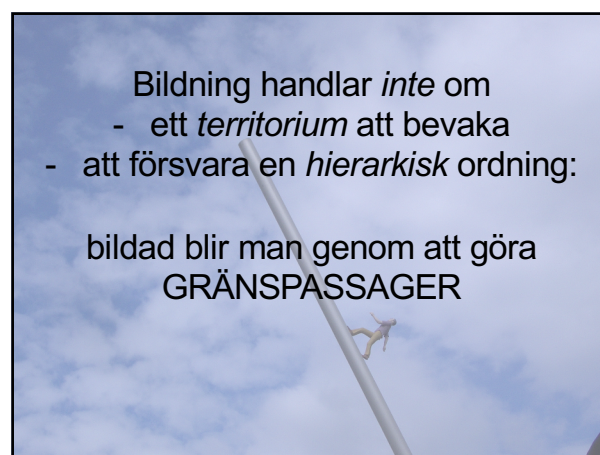 Bildning handlar inte om
- ett territorium att bevaka
- att försvara en hierarkisk ordning:
bildad blir man genom att göra
GRÄNSPASSAGER